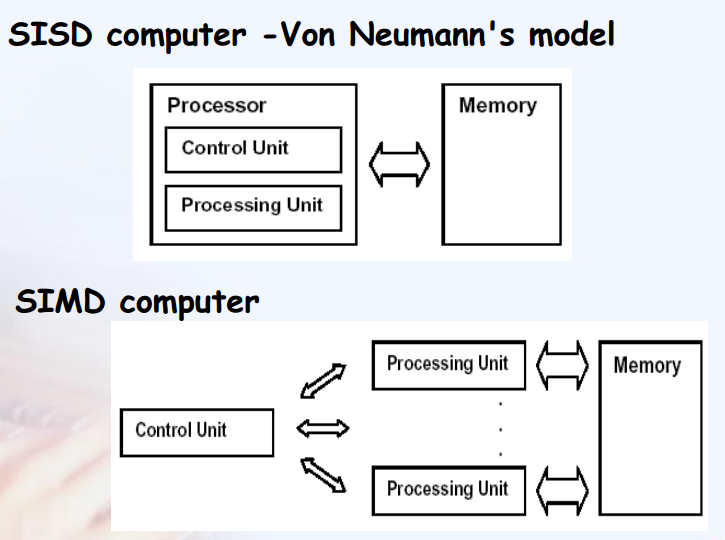 SISD computer -Von Neumann's model
Processor
Control Unit
Processing Unit
Memory
SIMD computer
Control Unit
Processing Unit
Memory
Processing Unit